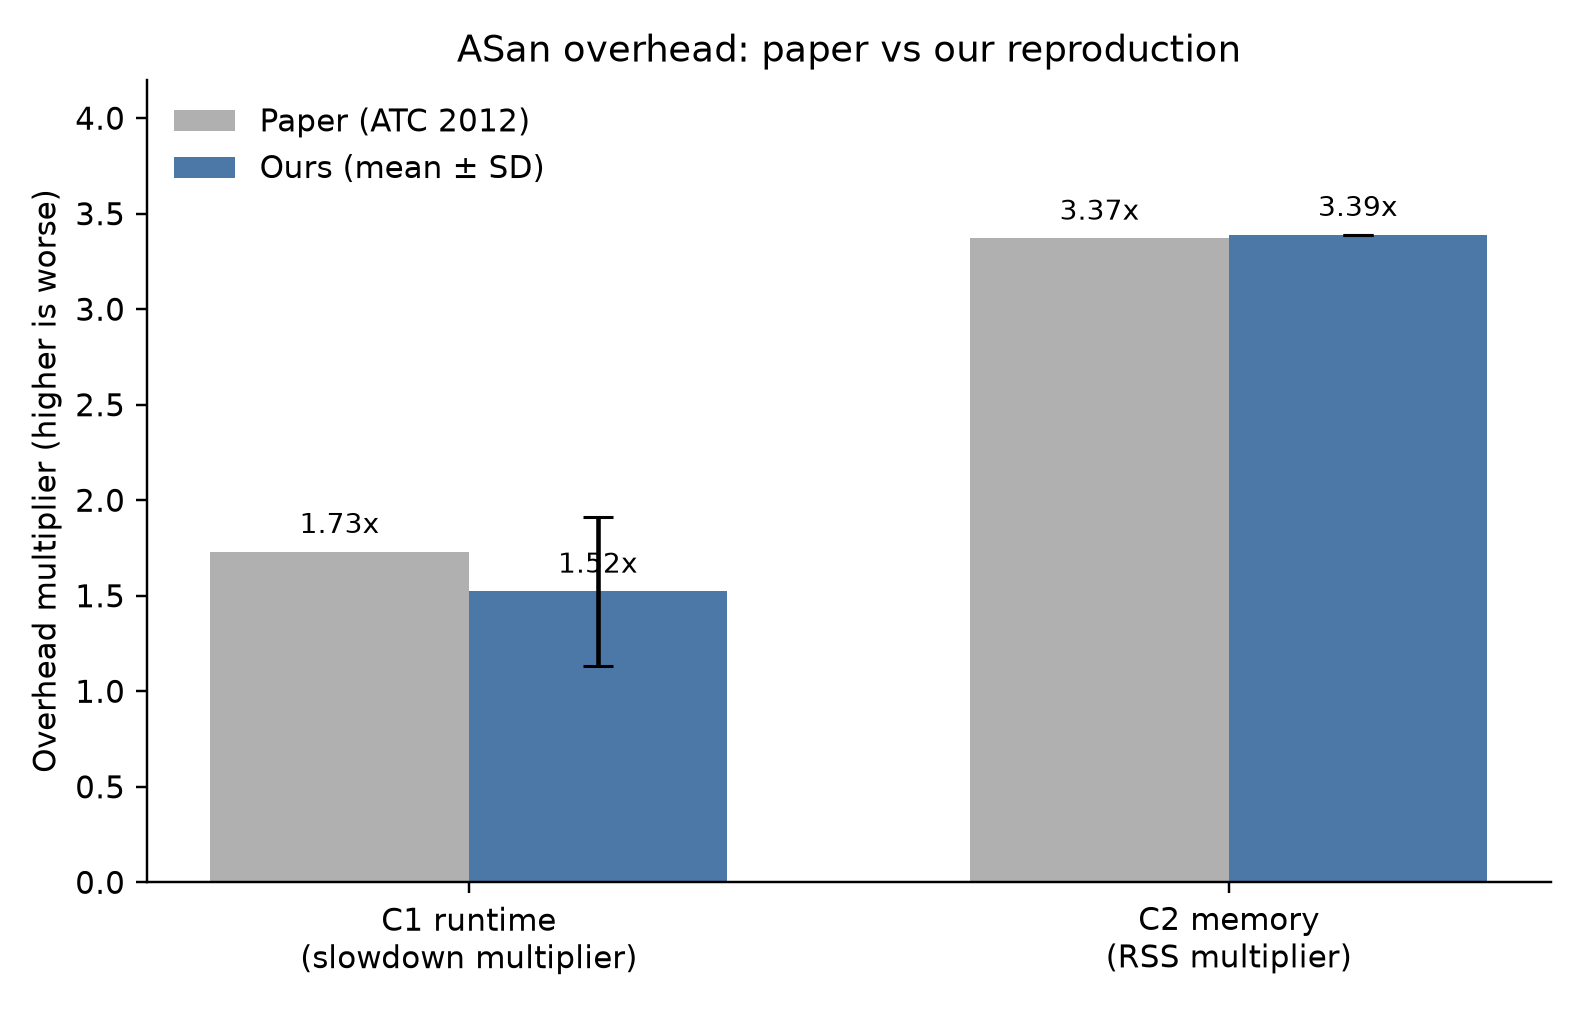 ASan overhead: paper vs our reproduction
Paper (ATC 2012)
Ours (mean ± SD)
Overhead multiplier (higher is worse)
4.0
3.5
3.0
2.5
2.0
1.5
1.0
0.5
0.0
1.73x
1.52x
3.37x
3.39x
C1 runtime
(slowdown multiplier)
C2 memory
(RSS multiplier)